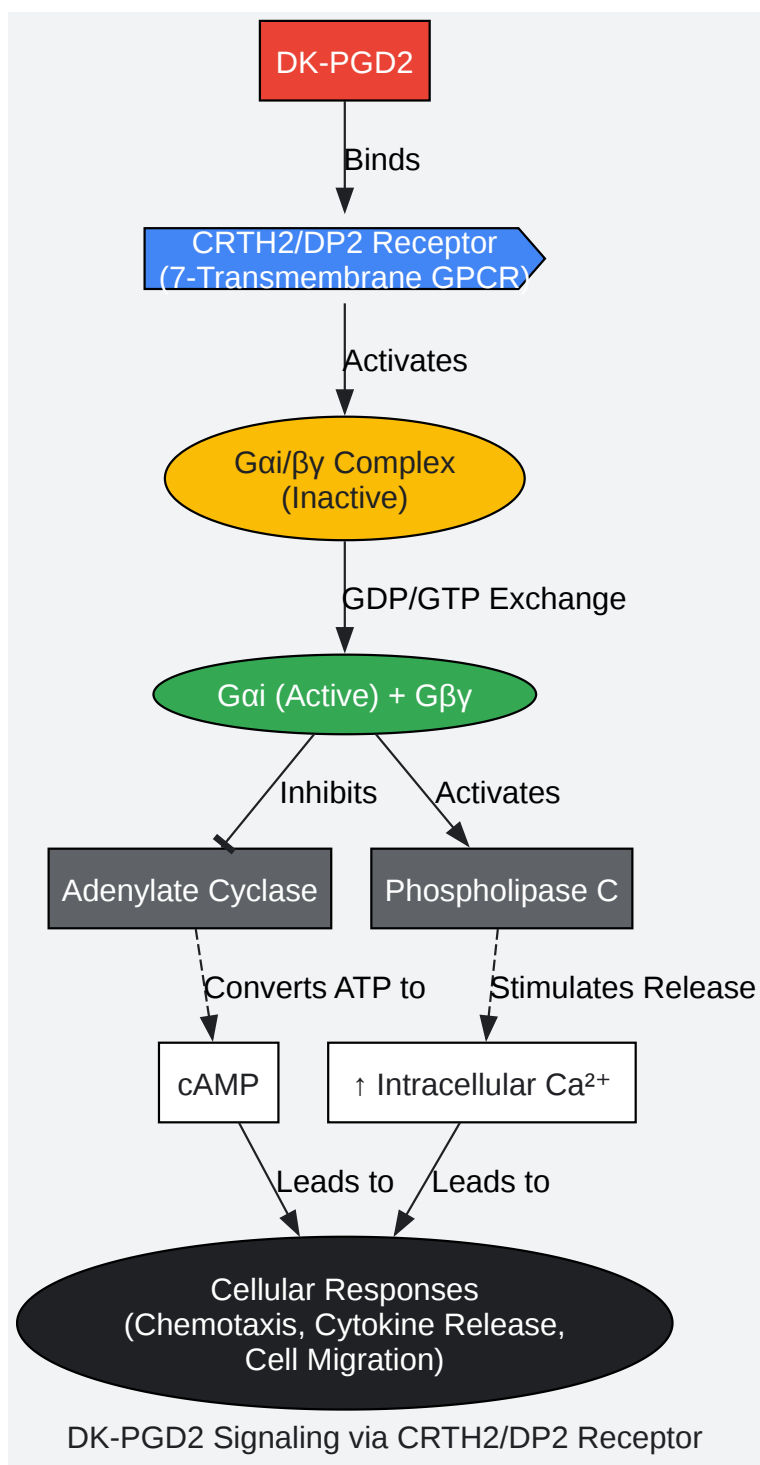 DK-PGD2
Binds
CRTH2/DP2 Receptor
(7-Transmembrane GPCR)
Activates
Gαi/βγ Complex
(Inactive)
GDP/GTP Exchange
Gαi (Active) + Gβγ
Inhibits
Activates
Adenylate Cyclase
Phospholipase C
Converts ATP to
Stimulates Release
cAMP
↑ Intracellular Ca²⁺
Leads to
Leads to
Cellular Responses
(Chemotaxis, Cytokine Release,
Cell Migration)
DK-PGD2 Signaling via CRTH2/DP2 Receptor